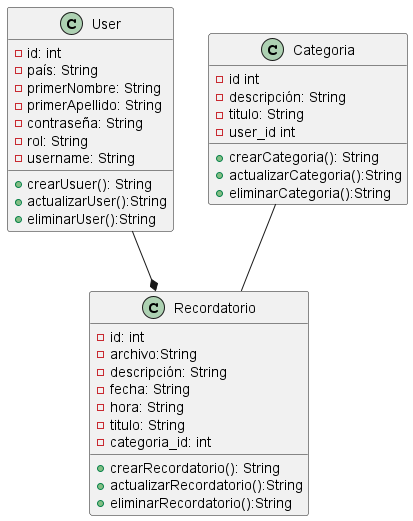 C User
id: int
país: String
primerNombre: String
primerApellido: String
contraseña: String
rol: String
username: String
crearUsuer(): String
actualizarUser():String
eliminarUser():String
C Categoria
id int
descripción: String
titulo: String
user_id int
crearCategoria(): String
actualizarCategoria():String
eliminarCategoria():String
C Recordatorio
id: int
archivo:String
descripción: String
fecha: String
hora: String
titulo: String
categoria_id: int
crearRecordatorio(): String
actualizarRecordatorio():String
eliminarRecordatorio():String